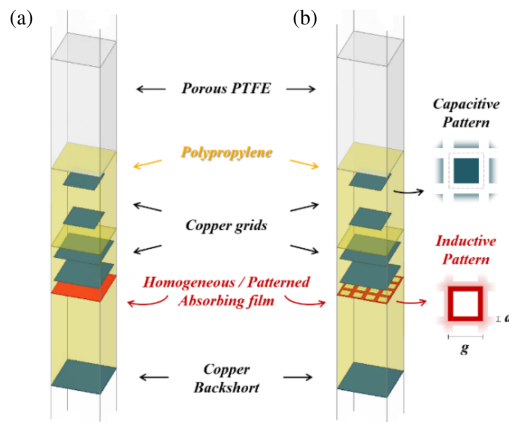 (a)
(b)
Porous PTFE
Capacitive
Pattern
Polypropylene
Copper grids
Inductive
Pattern
Homogeneous / Patterned
Absorbing film
a
g
Copper
Backshort